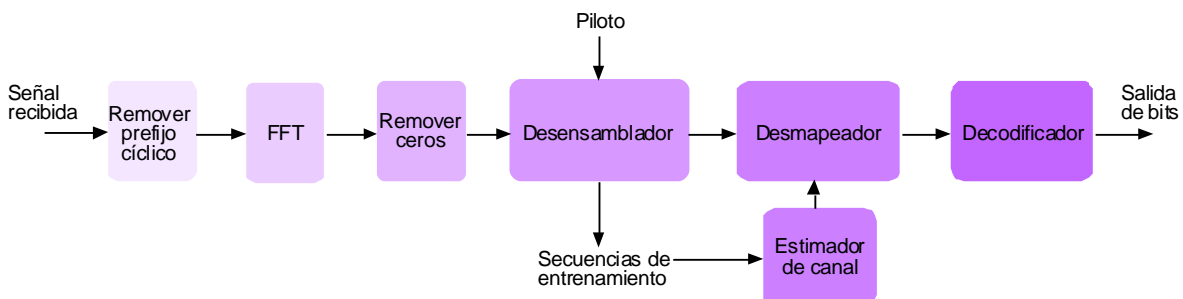 Piloto
Señal
recibida
Remover
prefijo
cíclico
FFT
Remover
ceros
Desensamblador
Desmapeador
Decodificador
Salida
de bits
Secuencias de
entrenamiento
Estimador
de canal